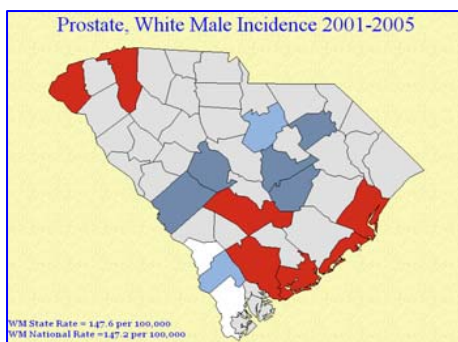 Prostate, White Male Incidence 2001-2005
WM State Rate = 147.6 per 100,000
WM National Rate =147.2 per 100,000